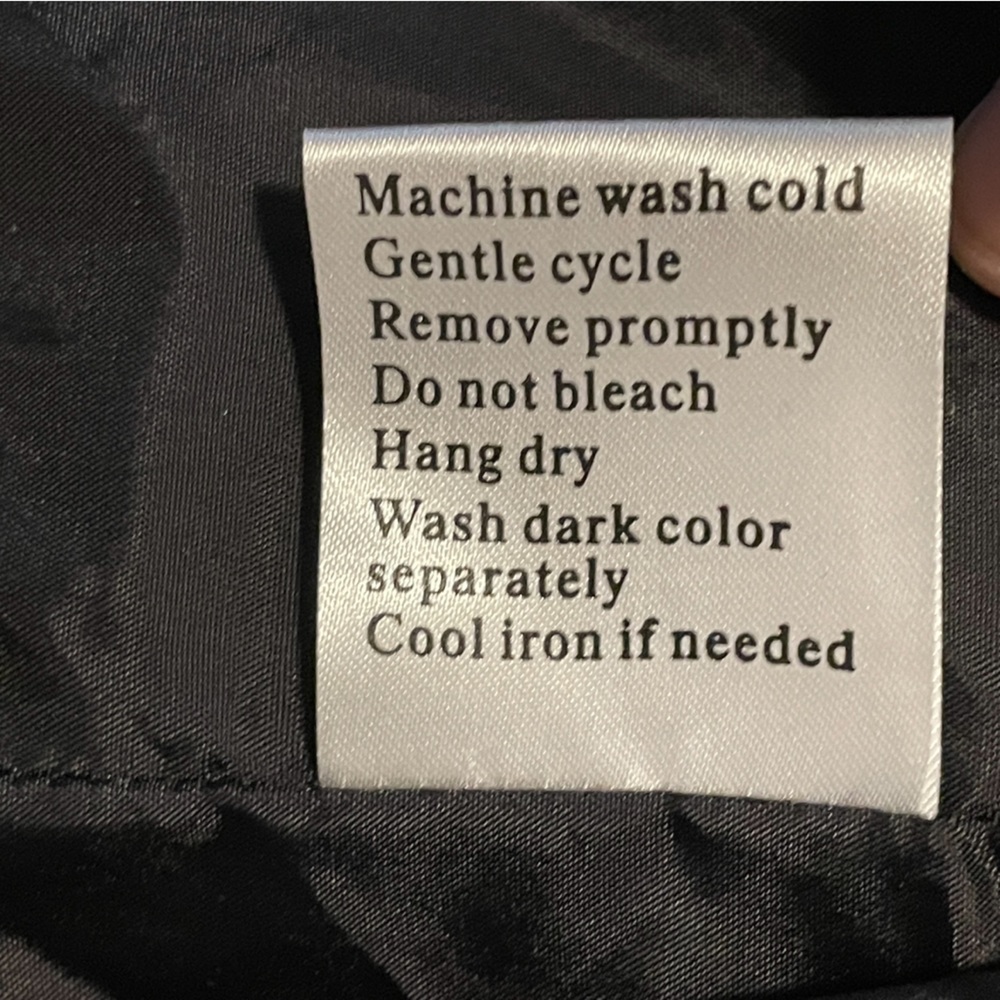 Machine wash cold
Gentle cycle
Remove promptly
Do not bleach
Hang dry
Wash dark color
separately
Cool iron if needed